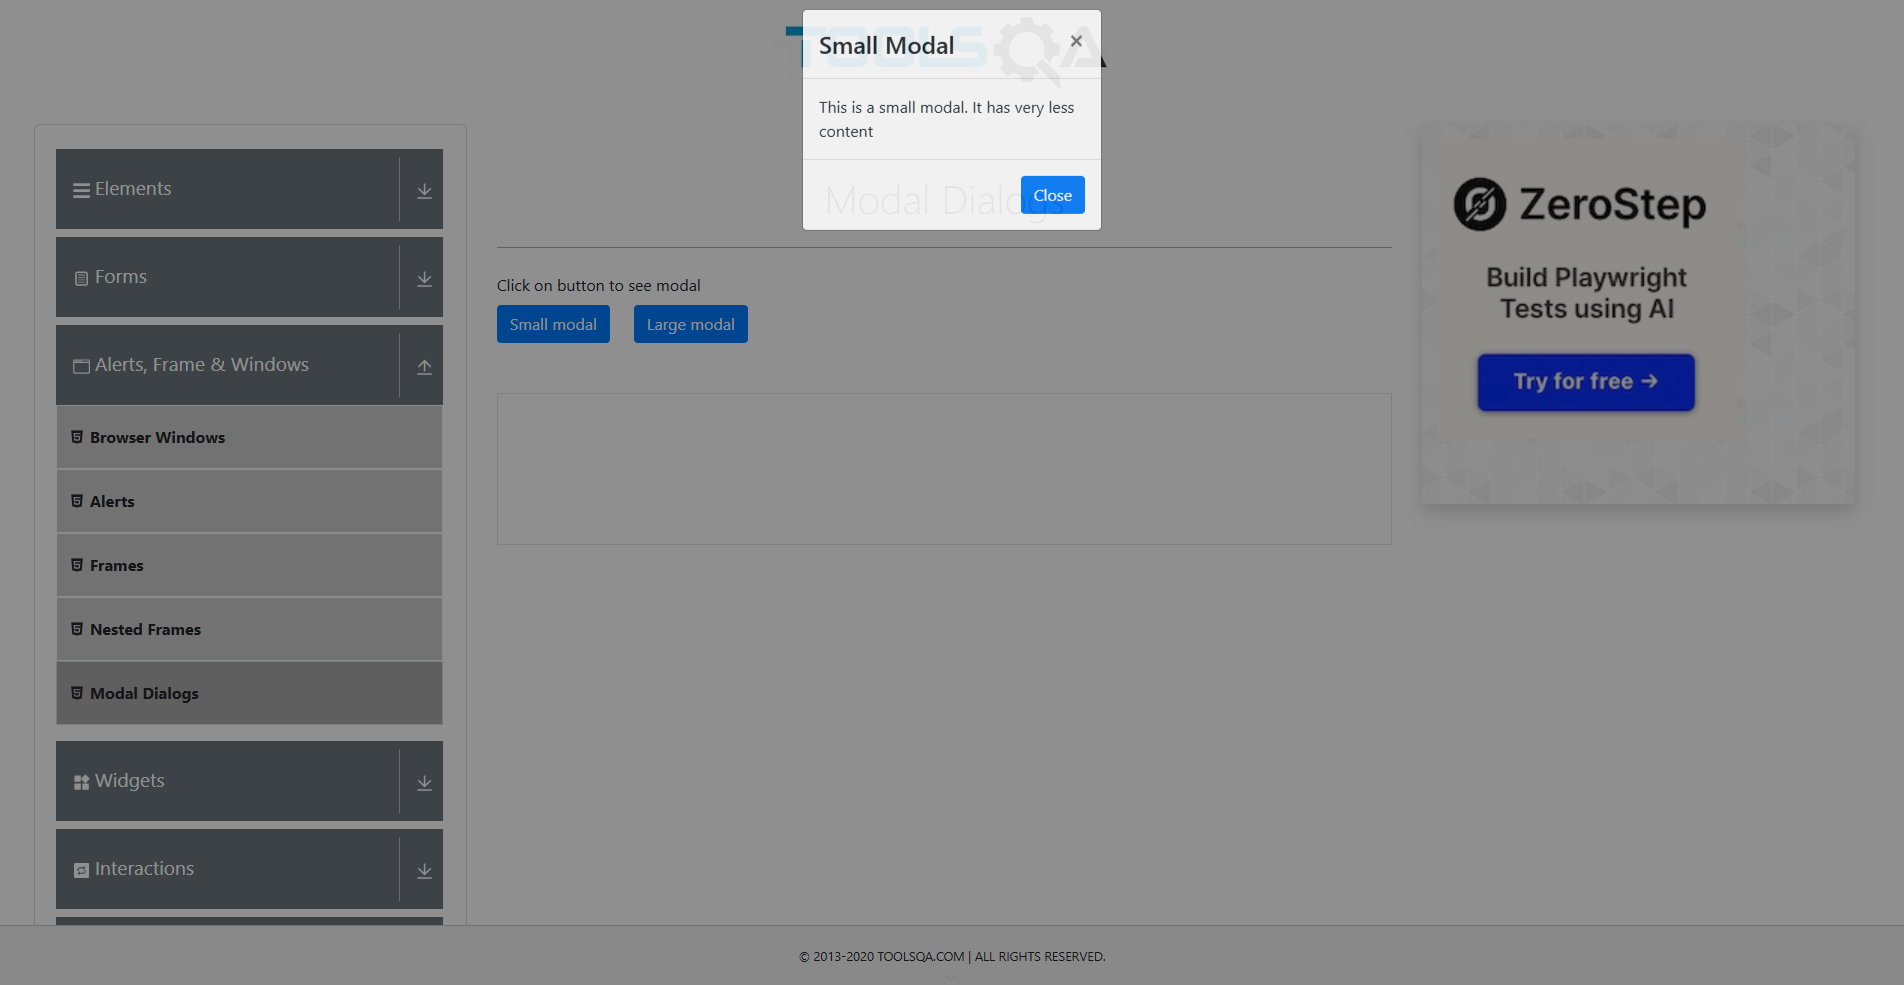 TOOLSQA
Small Modal
×
This is a small modal. It has very less
content
Modal Dialogs
Close
Elements
Forms
Alerts, Frame & Windows
Browser Windows
Alerts
Frames
Nested Frames
Modal Dialogs
Widgets
Interactions
Click on button to see modal
Small modal
Large modal
ZeroStep
Build Playwright
Tests using AI
Try for free →
© 2013-2020 TOOLSQA.COM | ALL RIGHTS RESERVED.